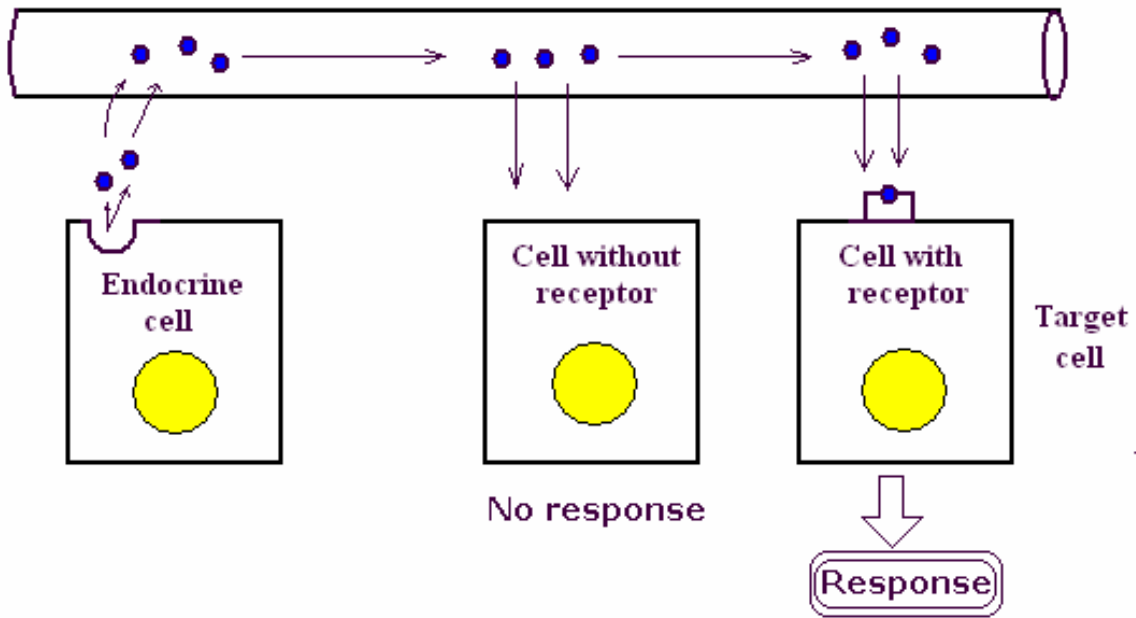 Endocrine
cell
Cell without
receptor
Cell with
receptor
Target
cell
No response
Response